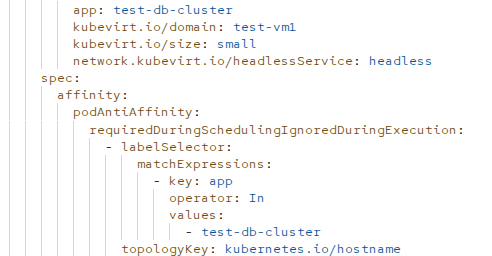 app: test-db-cluster
kubevirt.io/domain: test-vm1
kubevirt.io/size: small
network.kubevirt.io/headlessService: headless
spec:
affinity:
podAntiAffinity:
requiredDuringSchedulingIgnoredDuringExecution:
- labelSelector:
matchExpressions:
- key: app
operator: In
values:
- test-db-cluster
topologyKey: kubernetes.io/hostname